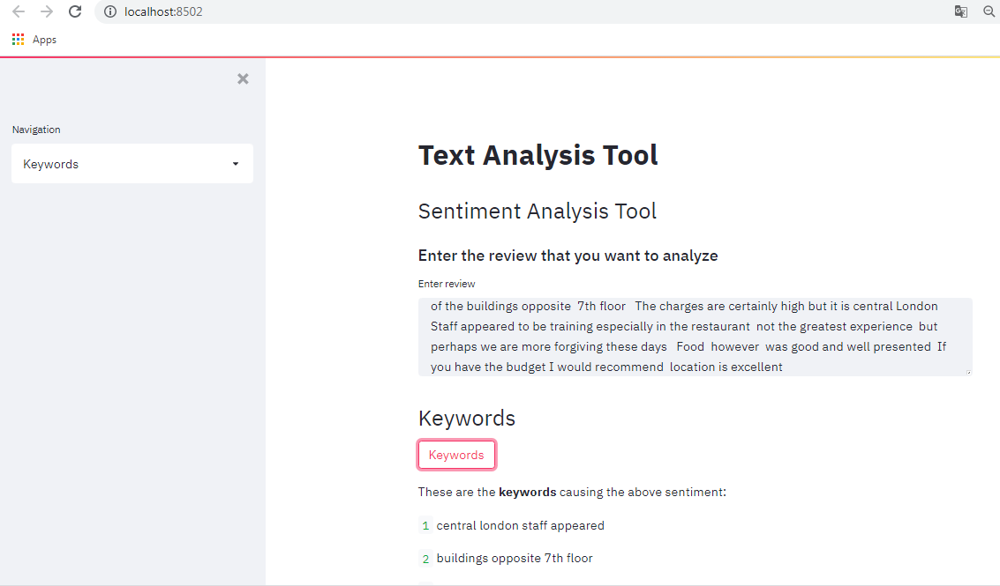 localhost:8502
Apps
Navigation
Keywords
Text Analysis Tool
Sentiment Analysis Tool
Enter the review that you want to analyze
Enter review
of the buildings opposite  7th floor   The charges are certainly high but it is central London
Staff appeared to be training especially in the restaurant  not the greatest experience  but
perhaps we are more forgiving these days   Food  however  was good and well presented  If
you have the budget I would recommend  location is excellent
Keywords
Keywords
These are the keywords causing the above sentiment:
1 central london staff appeared
2 buildings opposite 7th floor